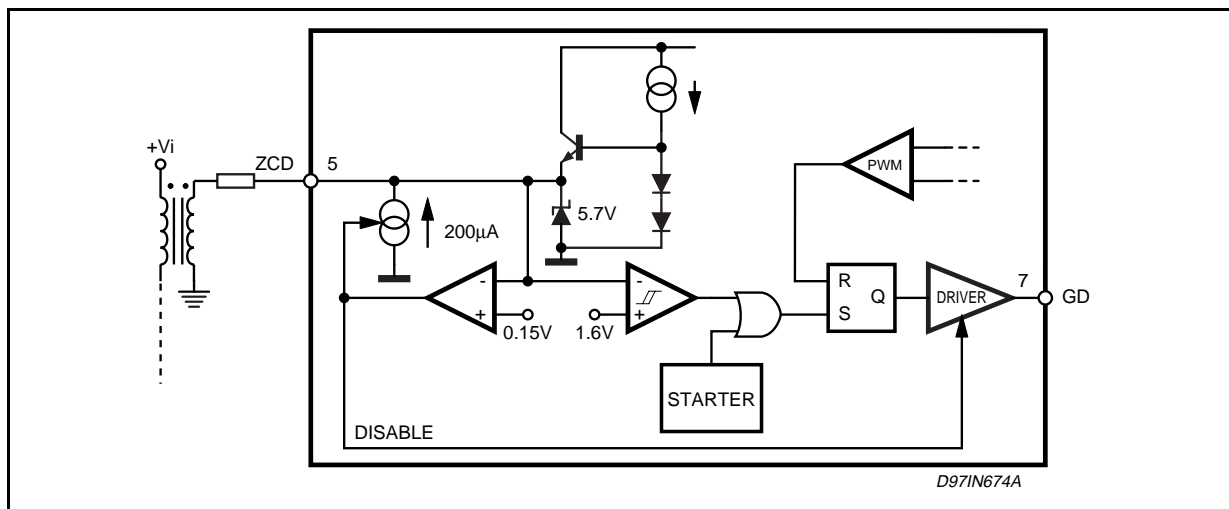 +Vi
ZCD
5
5.7V
200µA
PWM
-
+
0.15V
-
+
1.6V
R
S
Q
DRIVER
7
GD
STARTER
DISABLE
D97IN674A